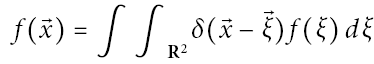 f(x⃗) = ∫ ∫_{R²} δ(x⃗ − ξ⃗) f(ξ) dξ